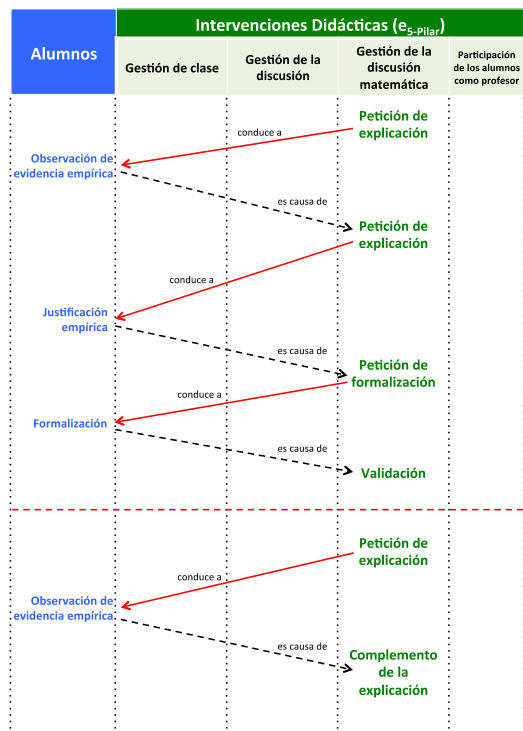 Intervenciones Didácticas (e5-Pilar)
Alumnos
Gestión de clase
Gestión de la
discusión
Gestión de la
discusión
matemática
Participación
de los alumnos
como profesor
Petición de
explicación
conduce a
Observación de
evidencia empírica
es causa de
Petición de
explicación
conduce a
Justificación
empírica
es causa de
Petición de
formalización
conduce a
Formalización
es causa de
Validación
Petición de
explicación
conduce a
Observación de
evidencia empírica
es causa de
Complemento
de la
explicación